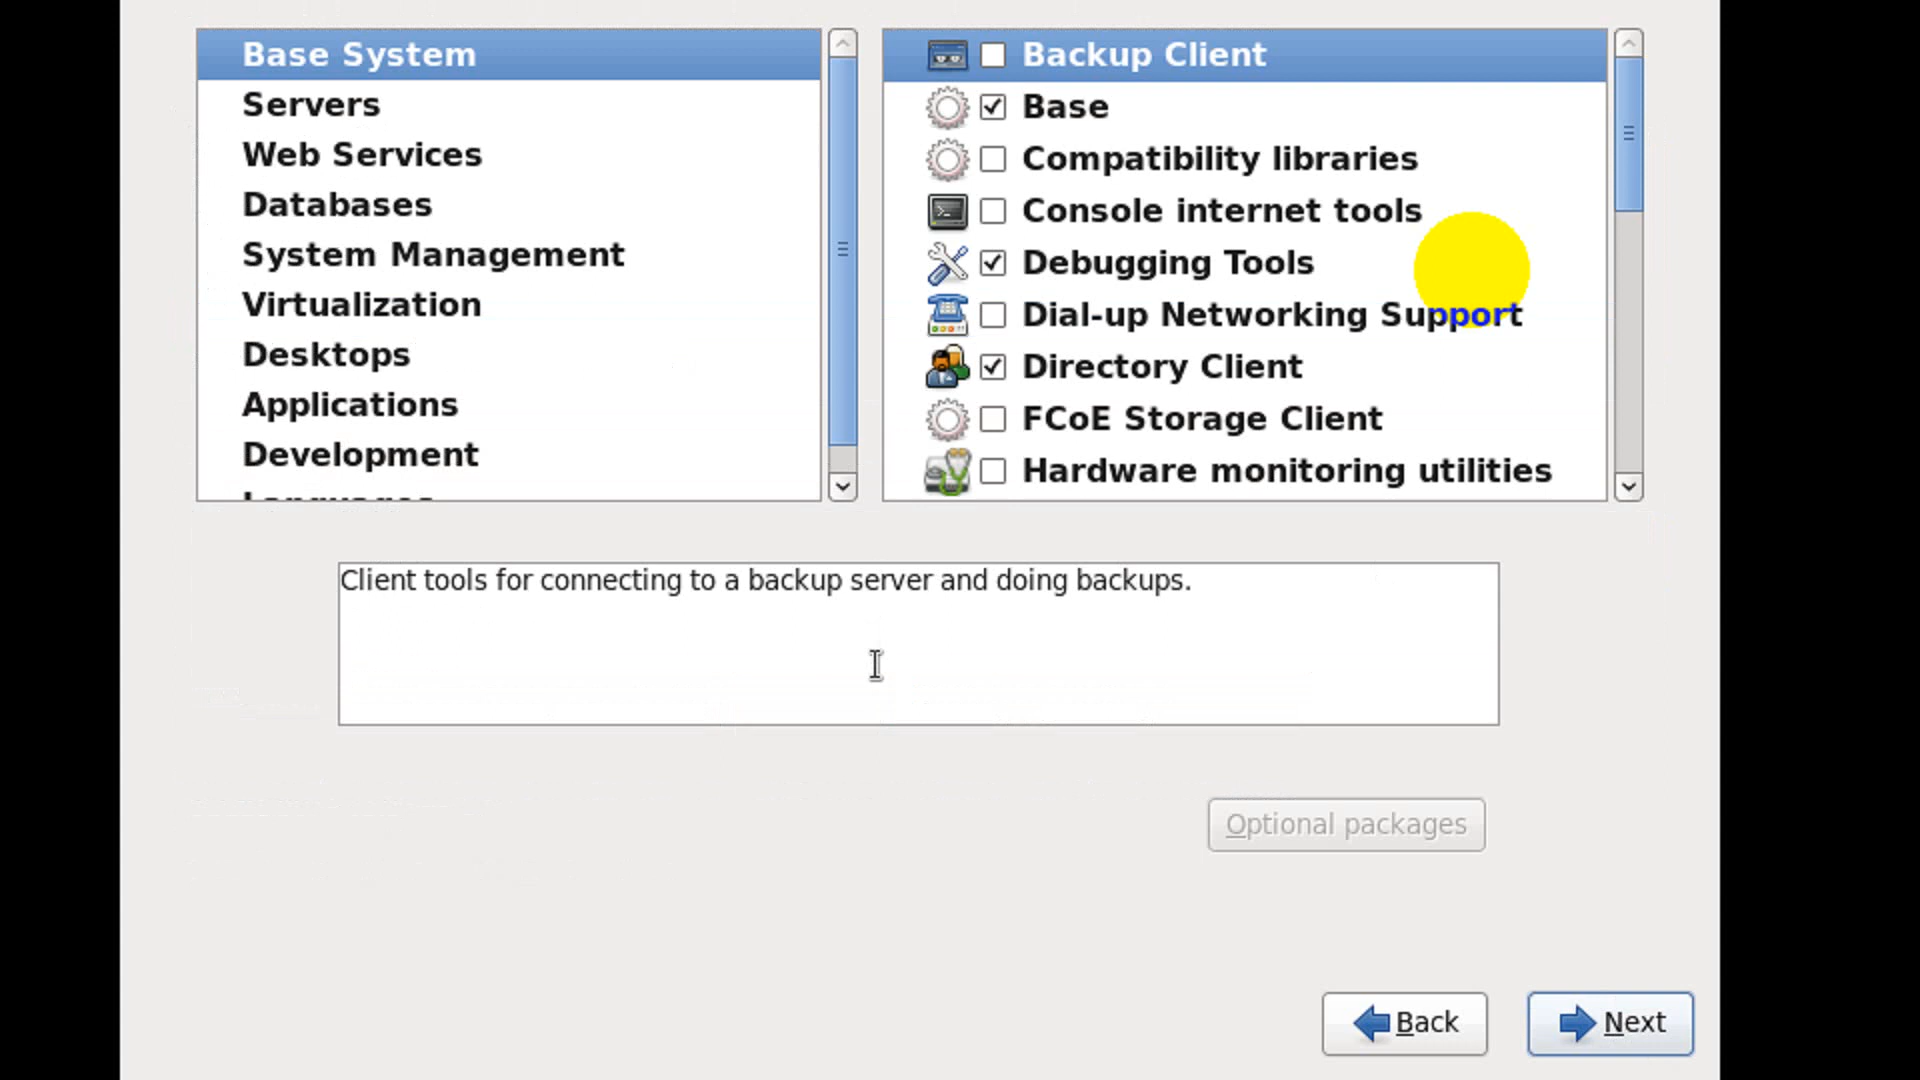 Base System
Servers
Web Services
Databases
System Management
Virtualization
Desktops
Applications
Development
Languages
Backup Client
Base
Compatibility libraries
Console internet tools
Debugging Tools
Dial-up Networking Support
Directory Client
FCoE Storage Client
Hardware monitoring utilities
Client tools for connecting to a backup server and doing backups.
Optional packages
Back
Next